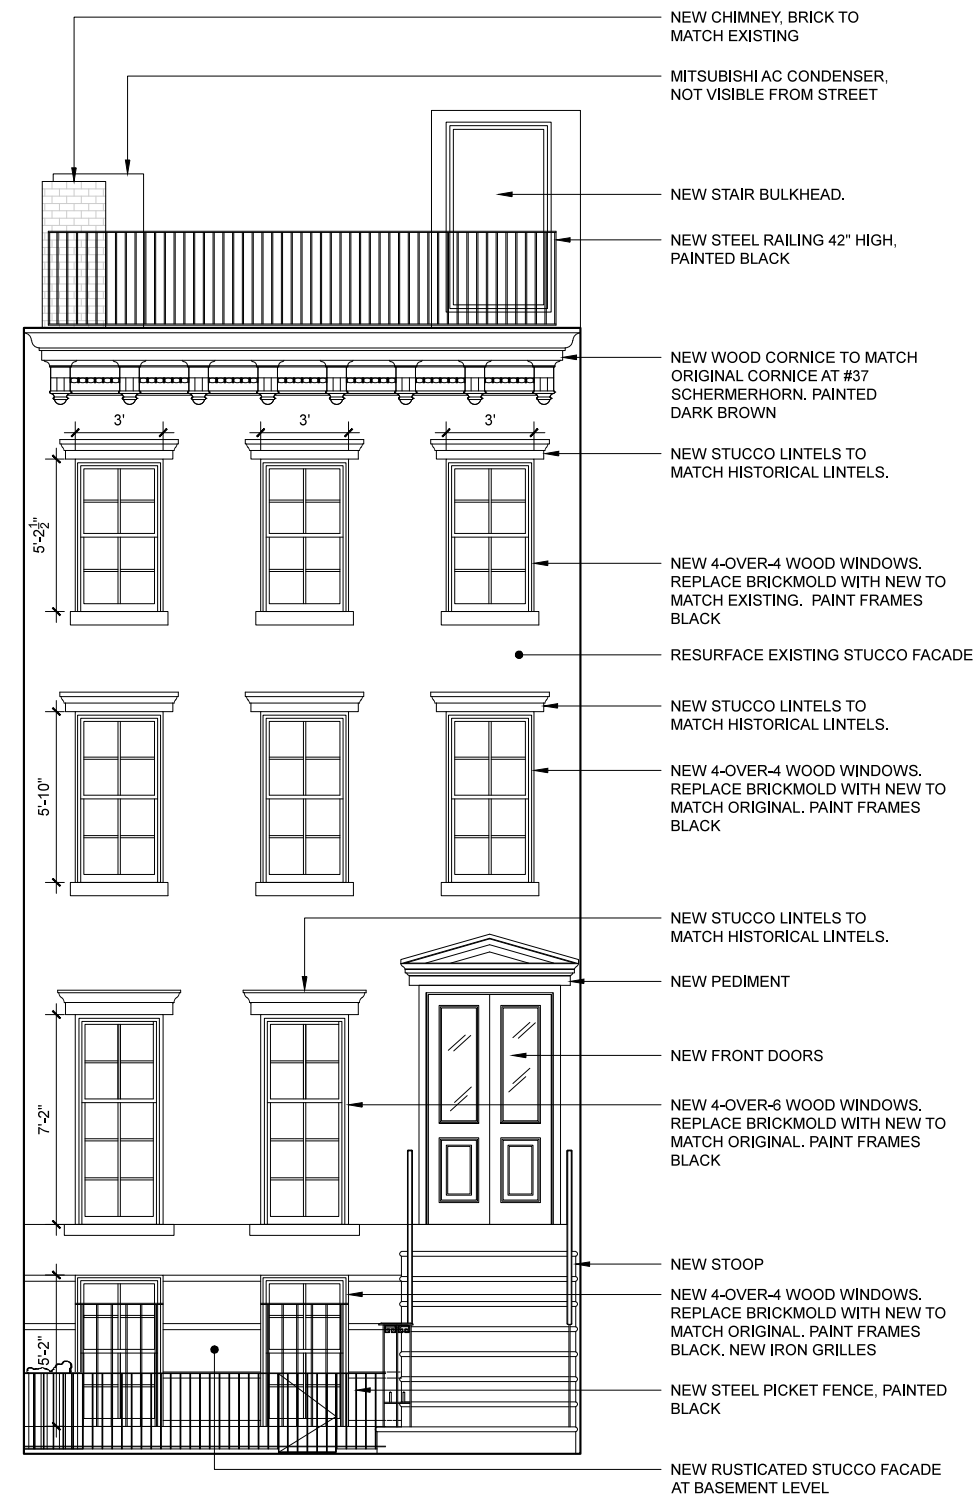 NEW CHIMNEY, BRICK TO
MATCH EXISTING
MITSUBISHI AC CONDENSER,
NOT VISIBLE FROM STREET
NEW STAIR BULKHEAD.
NEW STEEL RAILING 42" HIGH,
PAINTED BLACK
NEW WOOD CORNICE TO MATCH
ORIGINAL CORNICE AT #37
SCHERMERHORN. PAINTED
DARK BROWN
3'
3'
3'
NEW STUCCO LINTELS TO
MATCH HISTORICAL LINTELS.
5'-2½"
NEW 4-OVER-4 WOOD WINDOWS.
REPLACE BRICKMOLD WITH NEW TO
MATCH EXISTING. PAINT FRAMES
BLACK
RESURFACE EXISTING STUCCO FACADE
NEW STUCCO LINTELS TO
MATCH HISTORICAL LINTELS.
5'-10"
NEW 4-OVER-4 WOOD WINDOWS.
REPLACE BRICKMOLD WITH NEW TO
MATCH ORIGINAL. PAINT FRAMES
BLACK
NEW STUCCO LINTELS TO
MATCH HISTORICAL LINTELS.
NEW PEDIMENT
NEW FRONT DOORS
7'-2"
NEW 4-OVER-6 WOOD WINDOWS.
REPLACE BRICKMOLD WITH NEW TO
MATCH ORIGINAL. PAINT FRAMES
BLACK
NEW STOOP
NEW 4-OVER-4 WOOD WINDOWS.
REPLACE BRICKMOLD WITH NEW TO
MATCH ORIGINAL. PAINT FRAMES
BLACK. NEW IRON GRILLES
5'-2"
NEW STEEL PICKET FENCE, PAINTED
BLACK
NEW RUSTICATED STUCCO FACADE
AT BASEMENT LEVEL